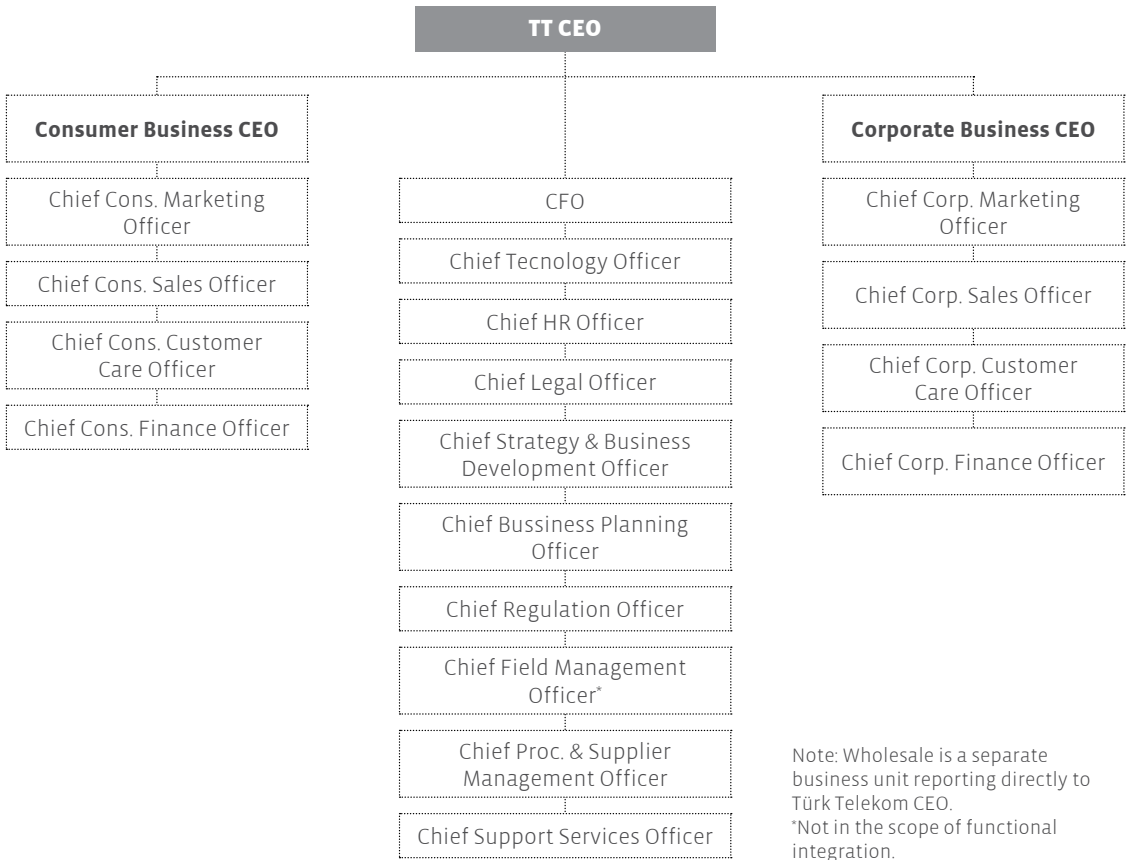 TT CEO
Consumer Business CEO
Chief Cons. Marketing
Officer
Chief Cons. Sales Officer
Chief Cons. Customer
Care Officer
Chief Cons. Finance Officer
CFO
Chief Tecnology Officer
Chief HR Officer
Chief Legal Officer
Chief Strategy & Business
Development Officer
Chief Bussiness Planning
Officer
Chief Regulation Officer
Chief Field Management
Officer*
Chief Proc. & Supplier
Management Officer
Chief Support Services Officer
Corporate Business CEO
Chief Corp. Marketing
Officer
Chief Corp. Sales Officer
Chief Corp. Customer
Care Officer
Chief Corp. Finance Officer
Note: Wholesale is a separate
business unit reporting directly to
Türk Telekom CEO.
*Not in the scope of functional
integration.